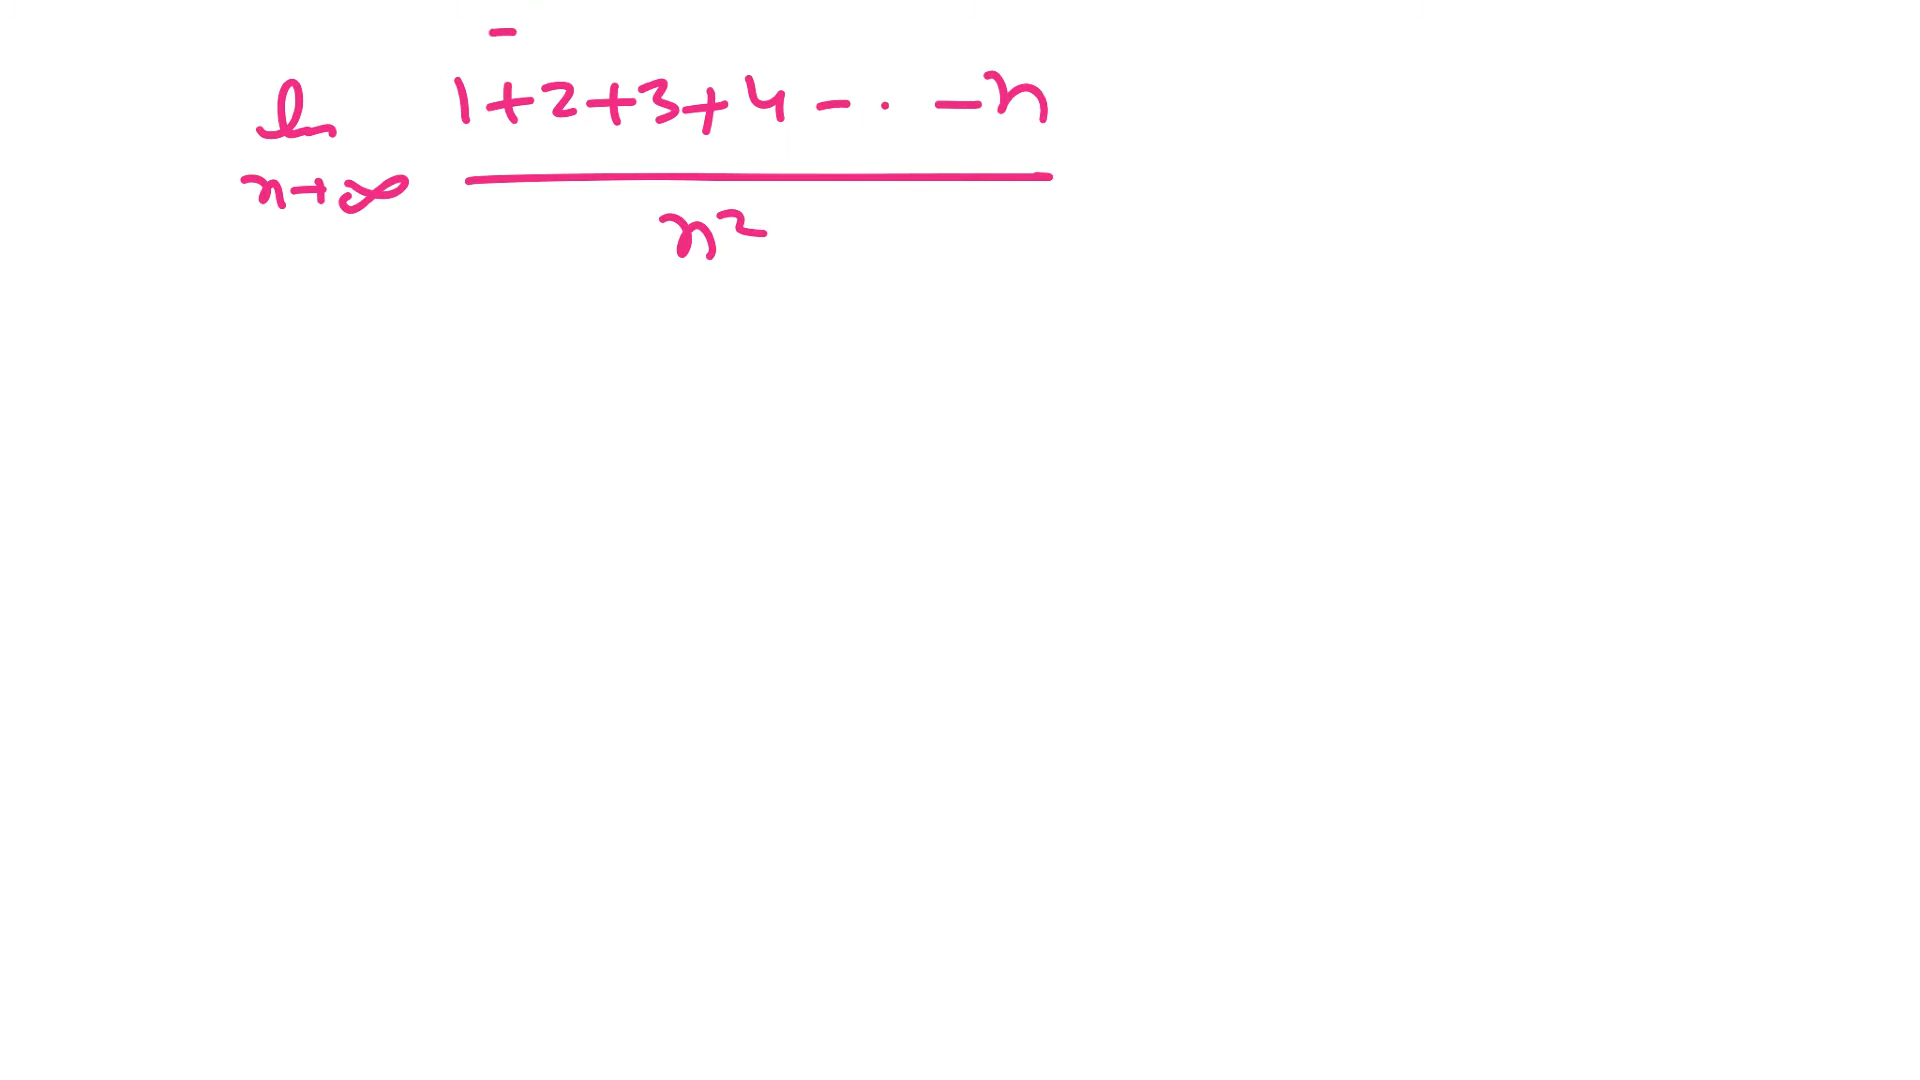 lim n→∞ (1+2+3+4 - . - n) / n²